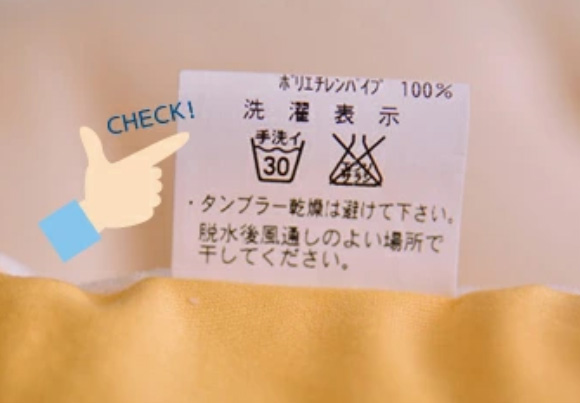 ポリエチレンパイプ 100%
CHECK!
洗濯表示
手洗イ
30
・タンブラー乾燥は避けて下さい。
脱水後風通しのよい場所で
干してください。